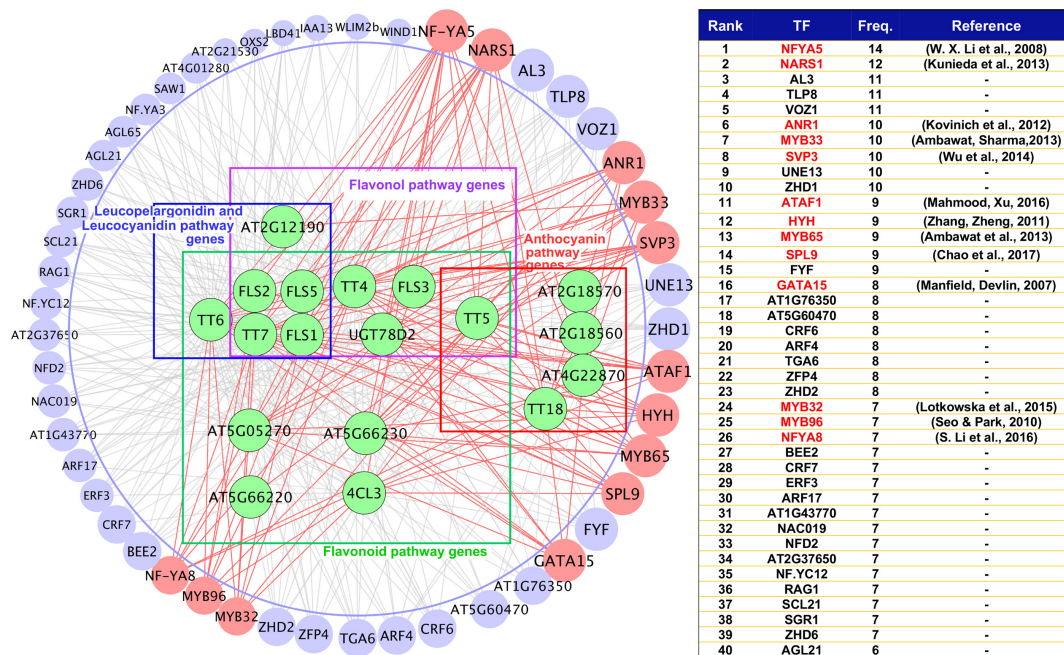 WLIM2b
WIND1
NF-YA5
NARS1
AL3
TLP8
VOZ1
ANR1
MYB33
SVP3
UNE13
ZHD1
ATAF1
HYH
MYB65
SPL9
FYF
GATA15
AT1G76350
AT5G60470
CRF6
ARF4
TGA6
ZFP4
ZHD2
MYB32
MYB96
NF-YA8
BEE2
CRF7
ERF3
ARF17
AT1G43770
NAC019
NFD2
AT2G37650
NF.YC12
RAG1
SCL21
SGR1
ZHD6
AGL21
AGL65
NF.YA3
SAW1
AT4G01280
AT2G21530
OXS2
LBD41
IAA13
Flavonol pathway genes
Leucopelargonidin and
Leucocyanidin pathway
genes
AT2G12190
Anthocyanin
pathway
genes
FLS2
FLS5
TT4
FLS3
TT6
TT7
FLS1
UGT78D2
TT5
AT2G18570
AT2G18560
AT4G22870
TT18
AT5G05270
AT5G66230
AT5G66220
4CL3
Flavonoid pathway genes
Rank TF Freq. Reference
1 NFYA5 14 (W. X. Li et al., 2008)
2 NARS1 12 (Kunieda et al., 2013)
3 AL3 11 -
4 TLP8 11 -
5 VOZ1 11 -
6 ANR1 10 (Kovinich et al., 2012)
7 MYB33 10 (Ambawat, Sharma,2013)
8 SVP3 10 (Wu et al., 2014)
9 UNE13 10 -
10 ZHD1 10 -
11 ATAF1 9 (Mahmood, Xu, 2016)
12 HYH 9 (Zhang, Zheng, 2011)
13 MYB65 9 (Ambawat et al., 2013)
14 SPL9 9 (Chao et al., 2017)
15 FYF 9 -
16 GATA15 8 (Manfield, Devlin, 2007)
17 AT1G76350 8 -
18 AT5G60470 8 -
19 CRF6 8 -
20 ARF4 8 -
21 TGA6 8 -
22 ZFP4 8 -
23 ZHD2 8 -
24 MYB32 7 (Lotkowska et al., 2015)
25 MYB96 7 (Seo & Park, 2010)
26 NFYA8 7 (S. Li et al., 2016)
27 BEE2 7 -
28 CRF7 7 -
29 ERF3 7 -
30 ARF17 7 -
31 AT1G43770 7 -
32 NAC019 7 -
33 NFD2 7 -
34 AT2G37650 7 -
35 NF.YC12 7 -
36 RAG1 7 -
37 SCL21 7 -
38 SGR1 7 -
39 ZHD6 7 -
40 AGL21 6 -